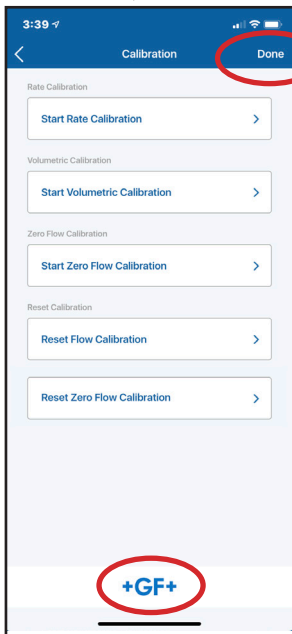 3:39
Calibration Done
Rate Calibration
Start Rate Calibration
Volumetric Calibration
Start Volumetric Calibration
Zero Flow Calibration
Start Zero Flow Calibration
Reset Calibration
Reset Flow Calibration
Reset Zero Flow Calibration
+GF+